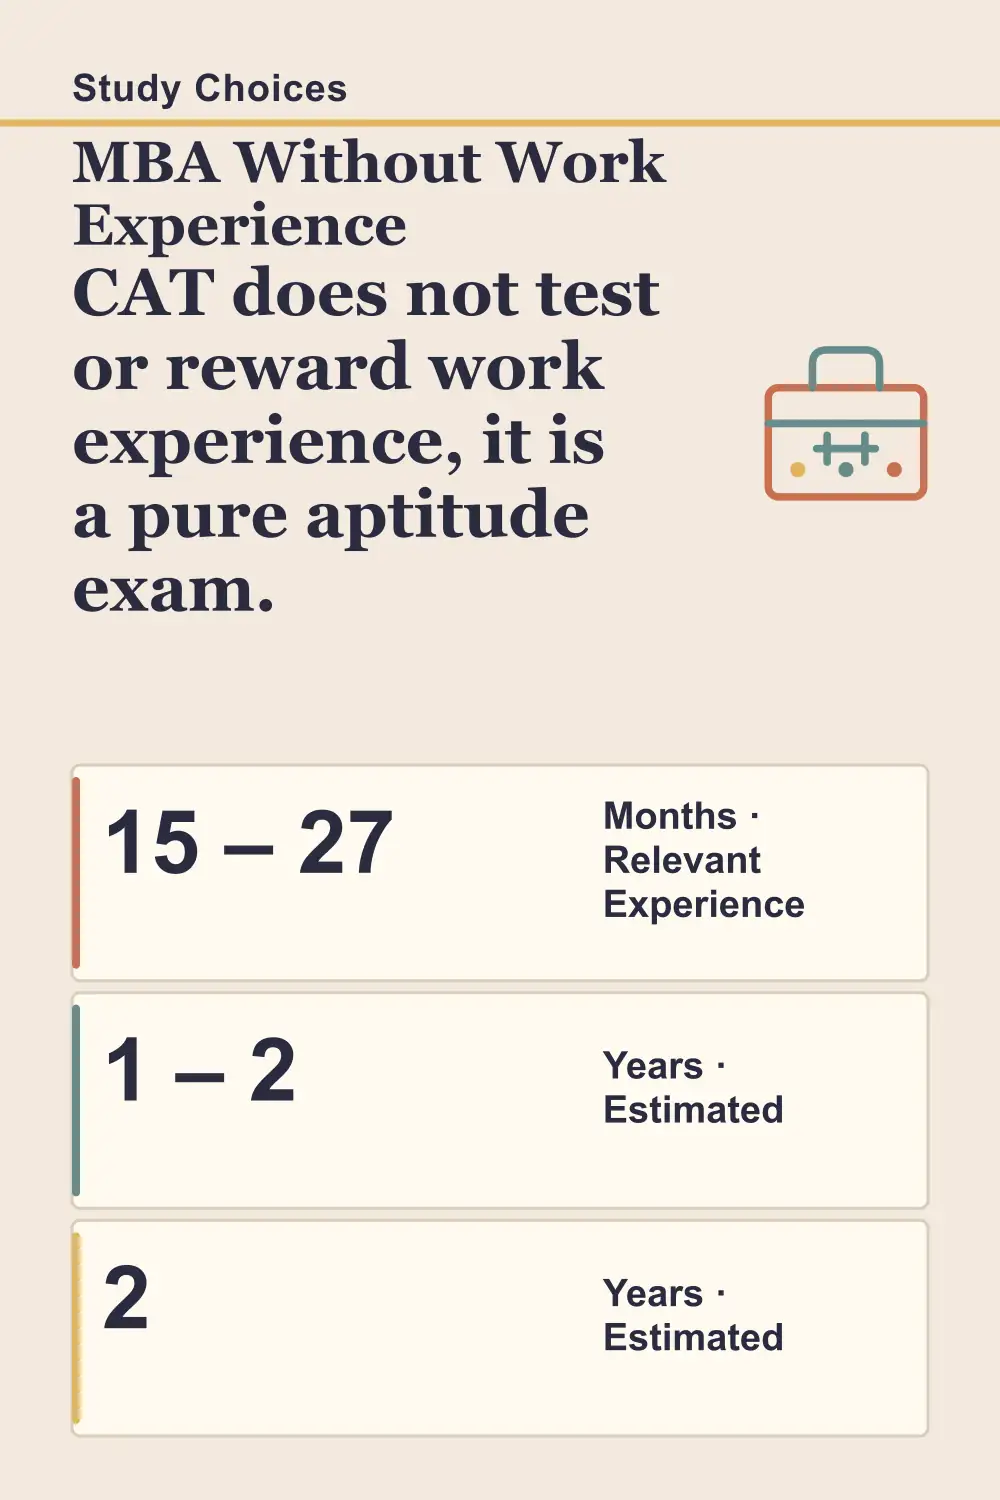 Study Choices
MBA Without Work
Experience
CAT does not test
or reward work
experience, it is
a pure aptitude
exam.
15 – 27
Months ·
Relevant
Experience
1 – 2
Years ·
Estimated
2
Years ·
Estimated